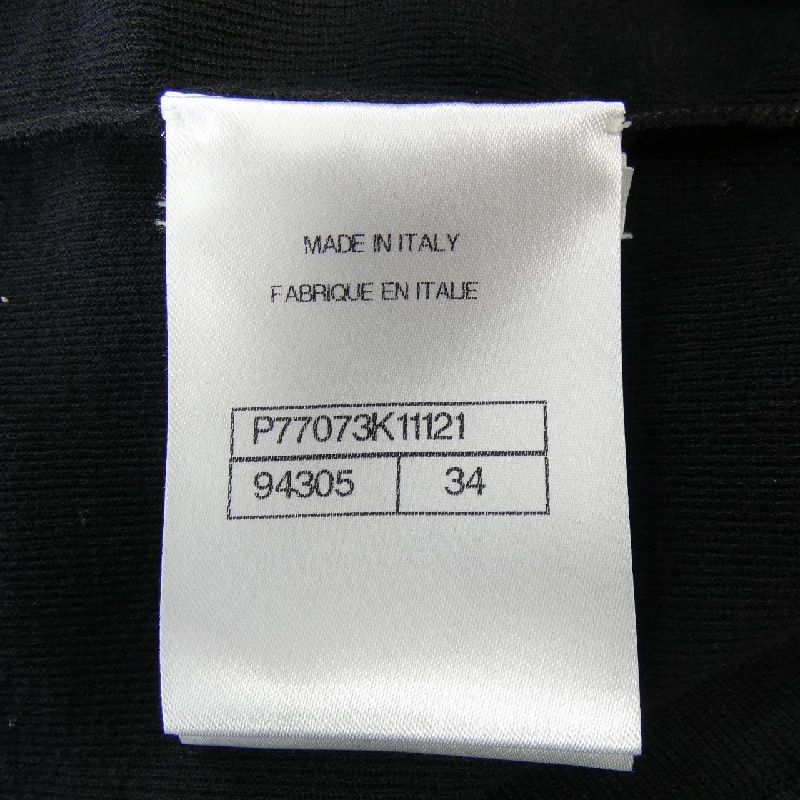 MADE IN ITALY
FABRIQUE EN ITALIE
P77073K11121
94305 34